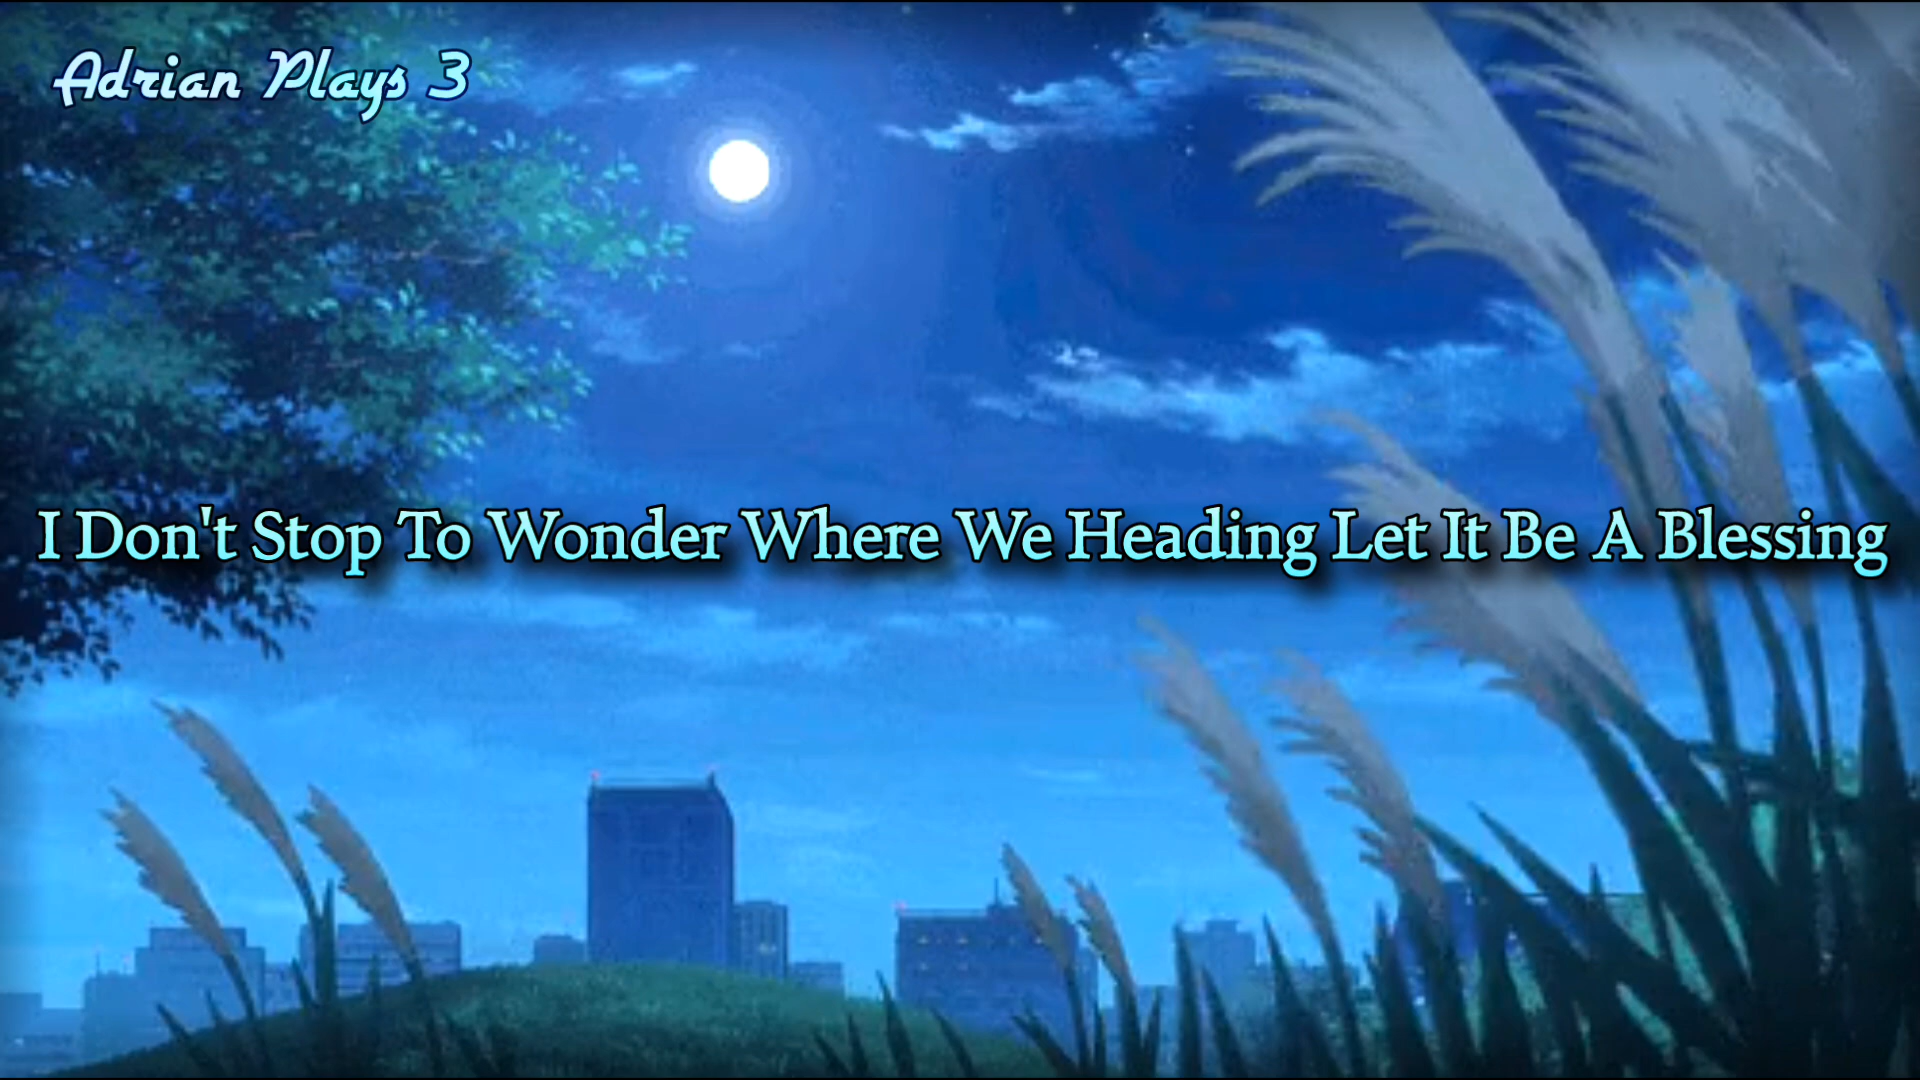 Adrian Plays 3
I Don't Stop To Wonder Where We Heading Let It Be A Blessing